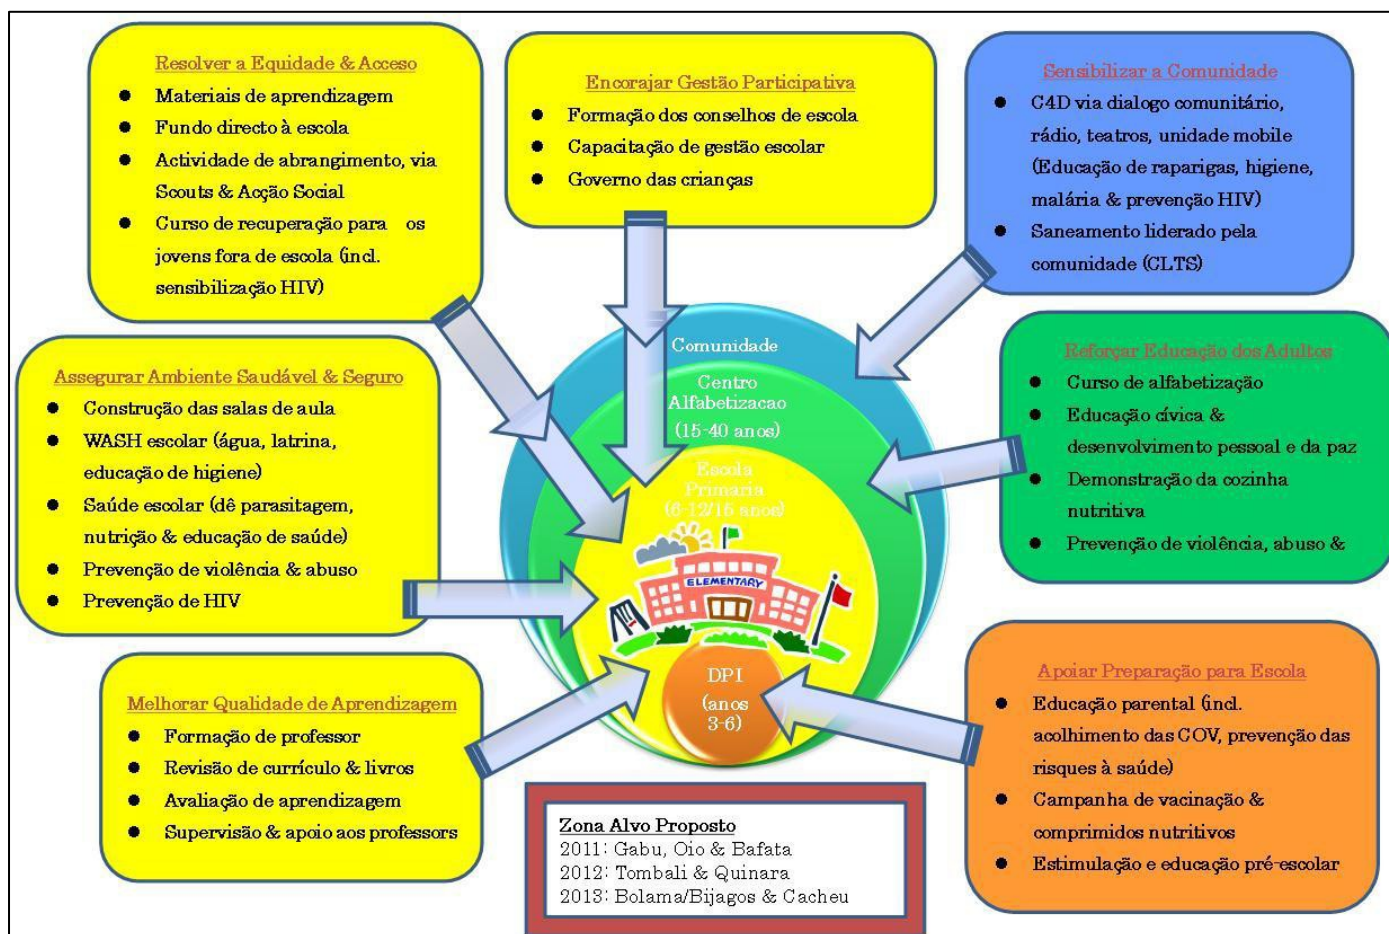 Resolver a Equidade & Acceso
● Materiais de aprendizagem
● Fundo directo à escola
● Actividade de abrangimento, via
Scouts & Acção Social
● Curso de recuperação para os
jovens fora de escola (incl.
sensibilização HIV)
Encorajar Gestão Participativa
● Formação dos conselhos de escola
● Capacitação de gestão escolar
● Governo das crianças
Sensibilizar a Comunidade
● C4D via dialogo comunitário,
rádio, teatros, unidade mobile
(Educação de raparigas, higiene,
malária & prevenção HIV)
● Saneamento liderado pela
comunidade (CLTS)
Assegurar Ambiente Saudável & Seguro
● Construção das salas de aula
● WASH escolar (água, latrina,
educação de higiene)
● Saúde escolar (dê parasitagem,
nutrição & educação de saúde)
● Prevenção de violência & abuso
● Prevenção de HIV
Comunidade
Centro
Alfabetizacao
(15-40 anos)
Escola
Primaria
(6-12/15 anos)
ELEMENTARY
DPI
(anos
3-6)
Reforçar Educação dos Adultos
● Curso de alfabetização
● Educação cívica &
desenvolvimento pessoal e da paz
● Demonstração da cozinha
nutritiva
● Prevenção de violência, abuso &
Melhorar Qualidade de Aprendizagem
● Formação de professor
● Revisão de currículo & livros
● Avaliação de aprendizagem
● Supervisão & apoio aos professors
Zona Alvo Proposto
2011: Gabu, Oio & Bafata
2012: Tombali & Quinara
2013: Bolama/Bijagos & Cacheu
Apoiar Preparação para Escola
● Educação parental (incl.
acolhimento das COV, prevenção das
risques à saúde)
● Campanha de vacinação &
comprimidos nutritivos
● Estimulação e educação pré-escolar